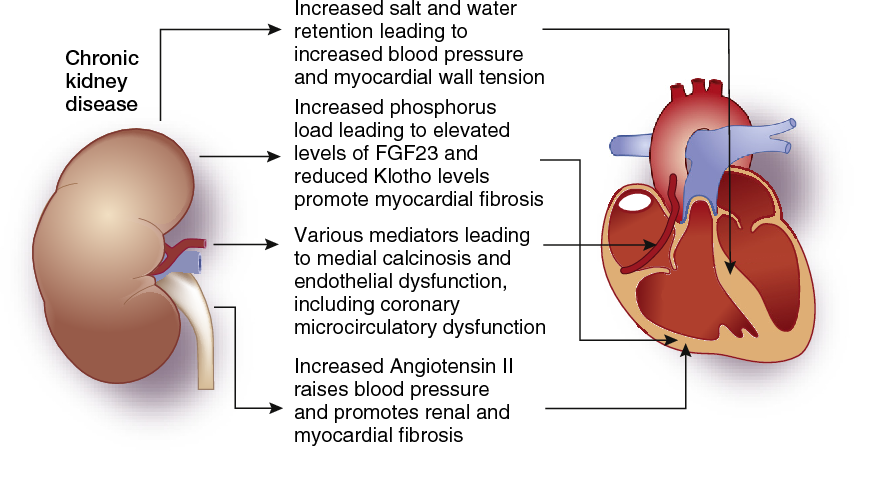 Chronic
kidney
disease
Increased salt and water
retention leading to
increased blood pressure
and myocardial wall tension
Increased phosphorus
load leading to elevated
levels of FGF23 and
reduced Klotho levels
promote myocardial fibrosis
Various mediators leading
to medial calcinosis and
endothelial dysfunction,
including coronary
microcirculatory dysfunction
Increased Angiotensin II
raises blood pressure
and promotes renal and
myocardial fibrosis